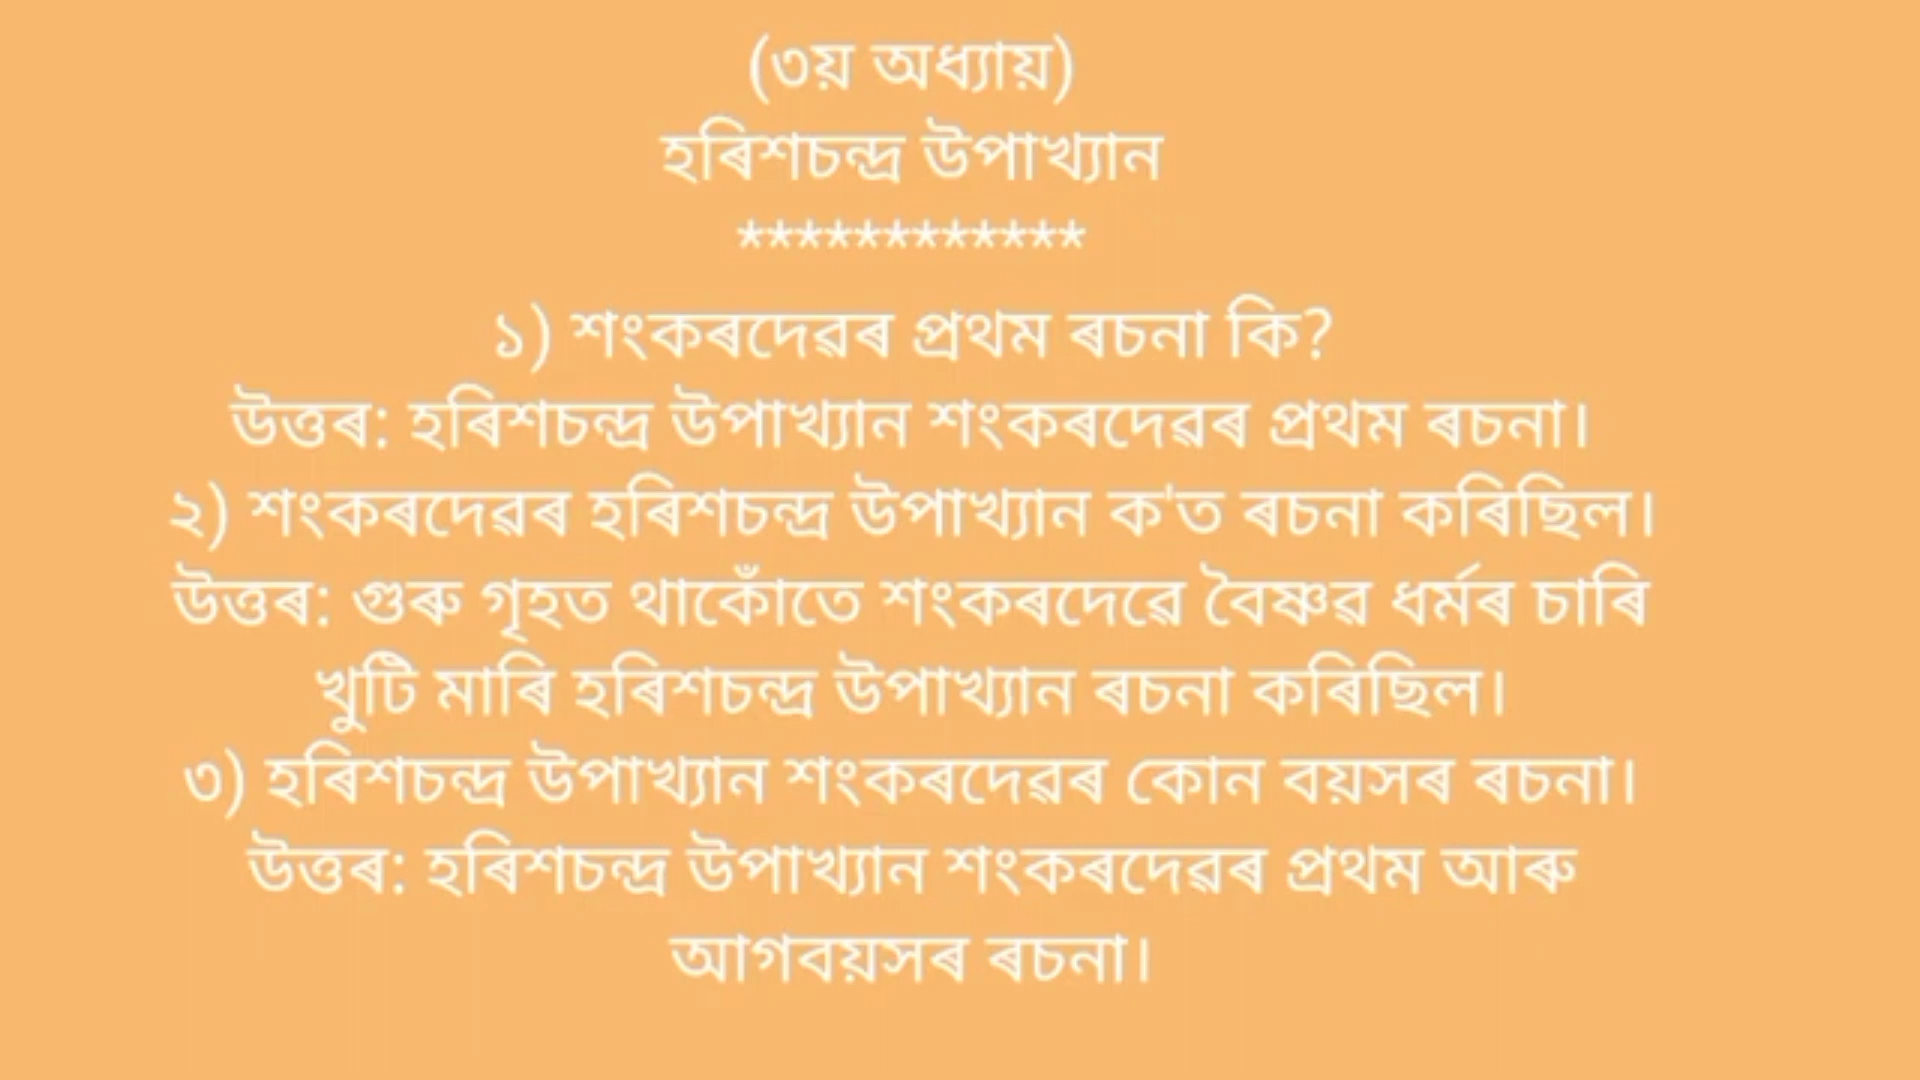 (৩য় অধ্যায়)
হৰিশচন্দ্ৰ উপাখ্যান
************
১) শংকৰদেৱৰ প্ৰথম ৰচনা কি?
উত্তৰ: হৰিশচন্দ্ৰ উপাখ্যান শংকৰদেৱৰ প্ৰথম ৰচনা।
২) শংকৰদেৱৰ হৰিশচন্দ্ৰ উপাখ্যান ক'ত ৰচনা কৰিছিল।
উত্তৰ: গুৰু গৃহত থাকোঁতে শংকৰদেৱে বৈষ্ণৱ ধৰ্মৰ চাৰি
খুটি মাৰি হৰিশচন্দ্ৰ উপাখ্যান ৰচনা কৰিছিল।
৩) হৰিশচন্দ্ৰ উপাখ্যান শংকৰদেৱৰ কোন বয়সৰ ৰচনা।
উত্তৰ: হৰিশচন্দ্ৰ উপাখ্যান শংকৰদেৱৰ প্ৰথম আৰু
আগবয়সৰ ৰচনা।